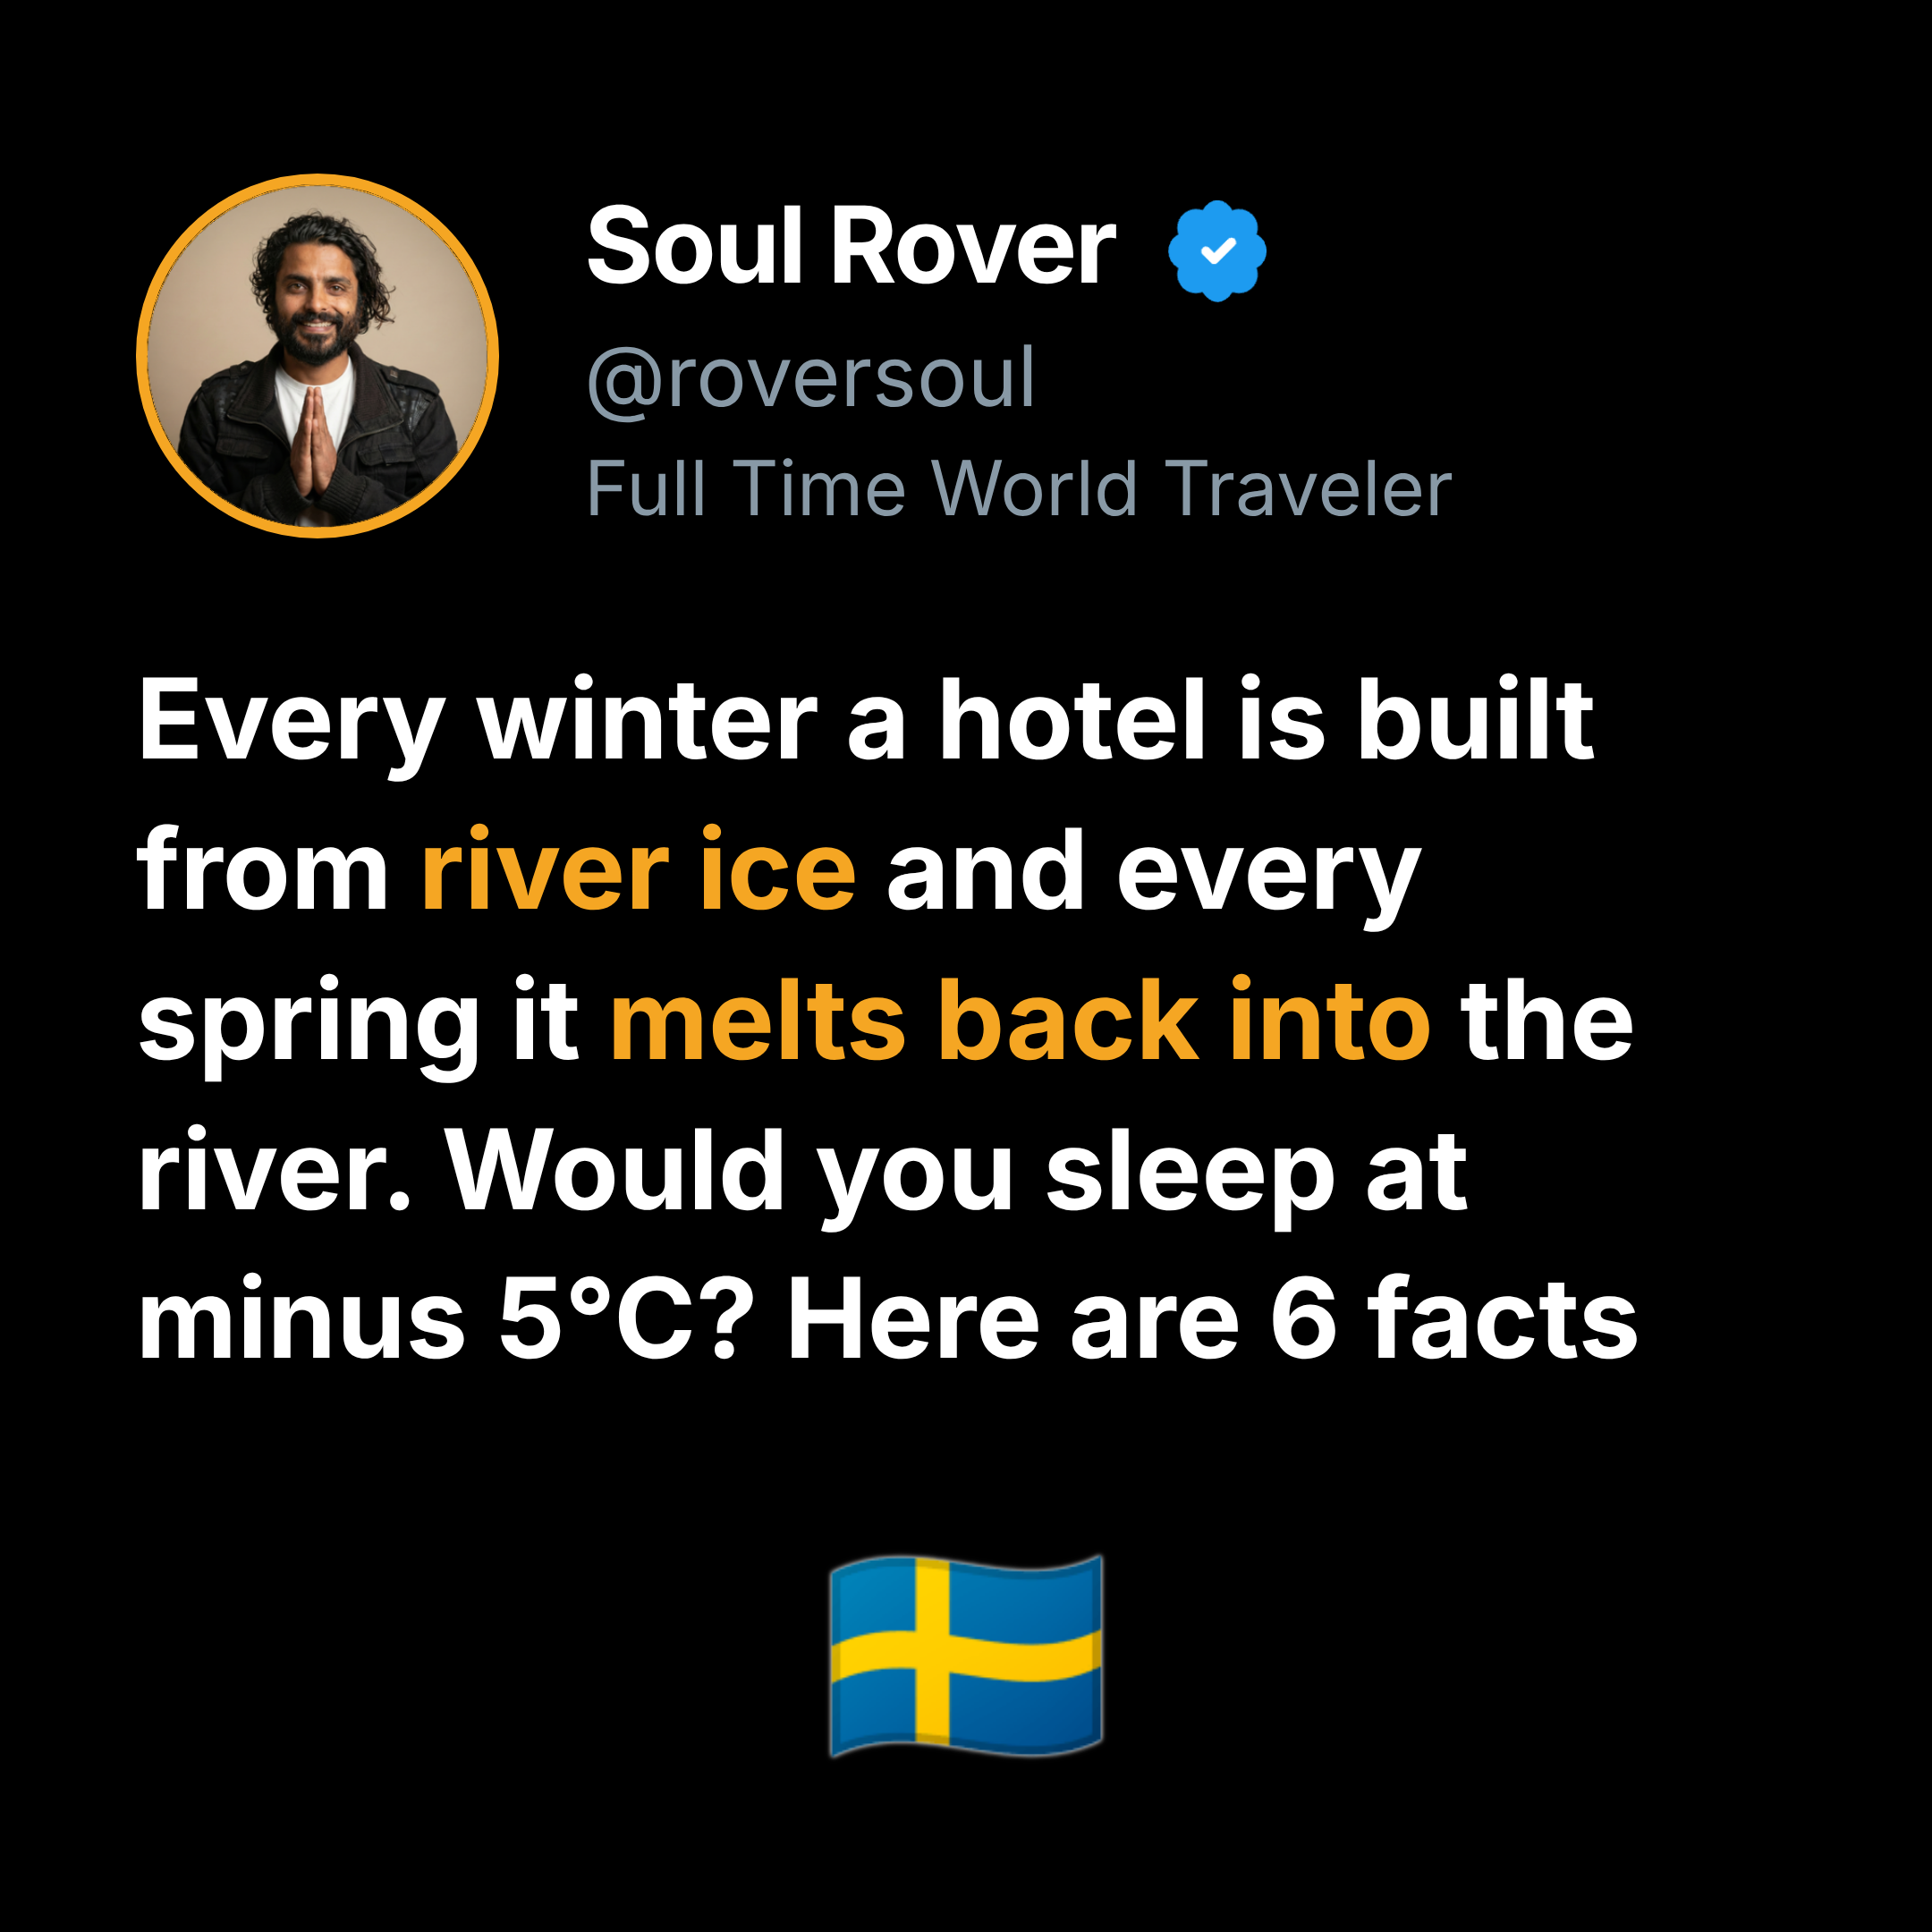 Soul Rover
@roversoul
Full Time World Traveler
Every winter a hotel is built
from river ice and every
spring it melts back into the
river. Would you sleep at
minus 5°C? Here are 6 facts